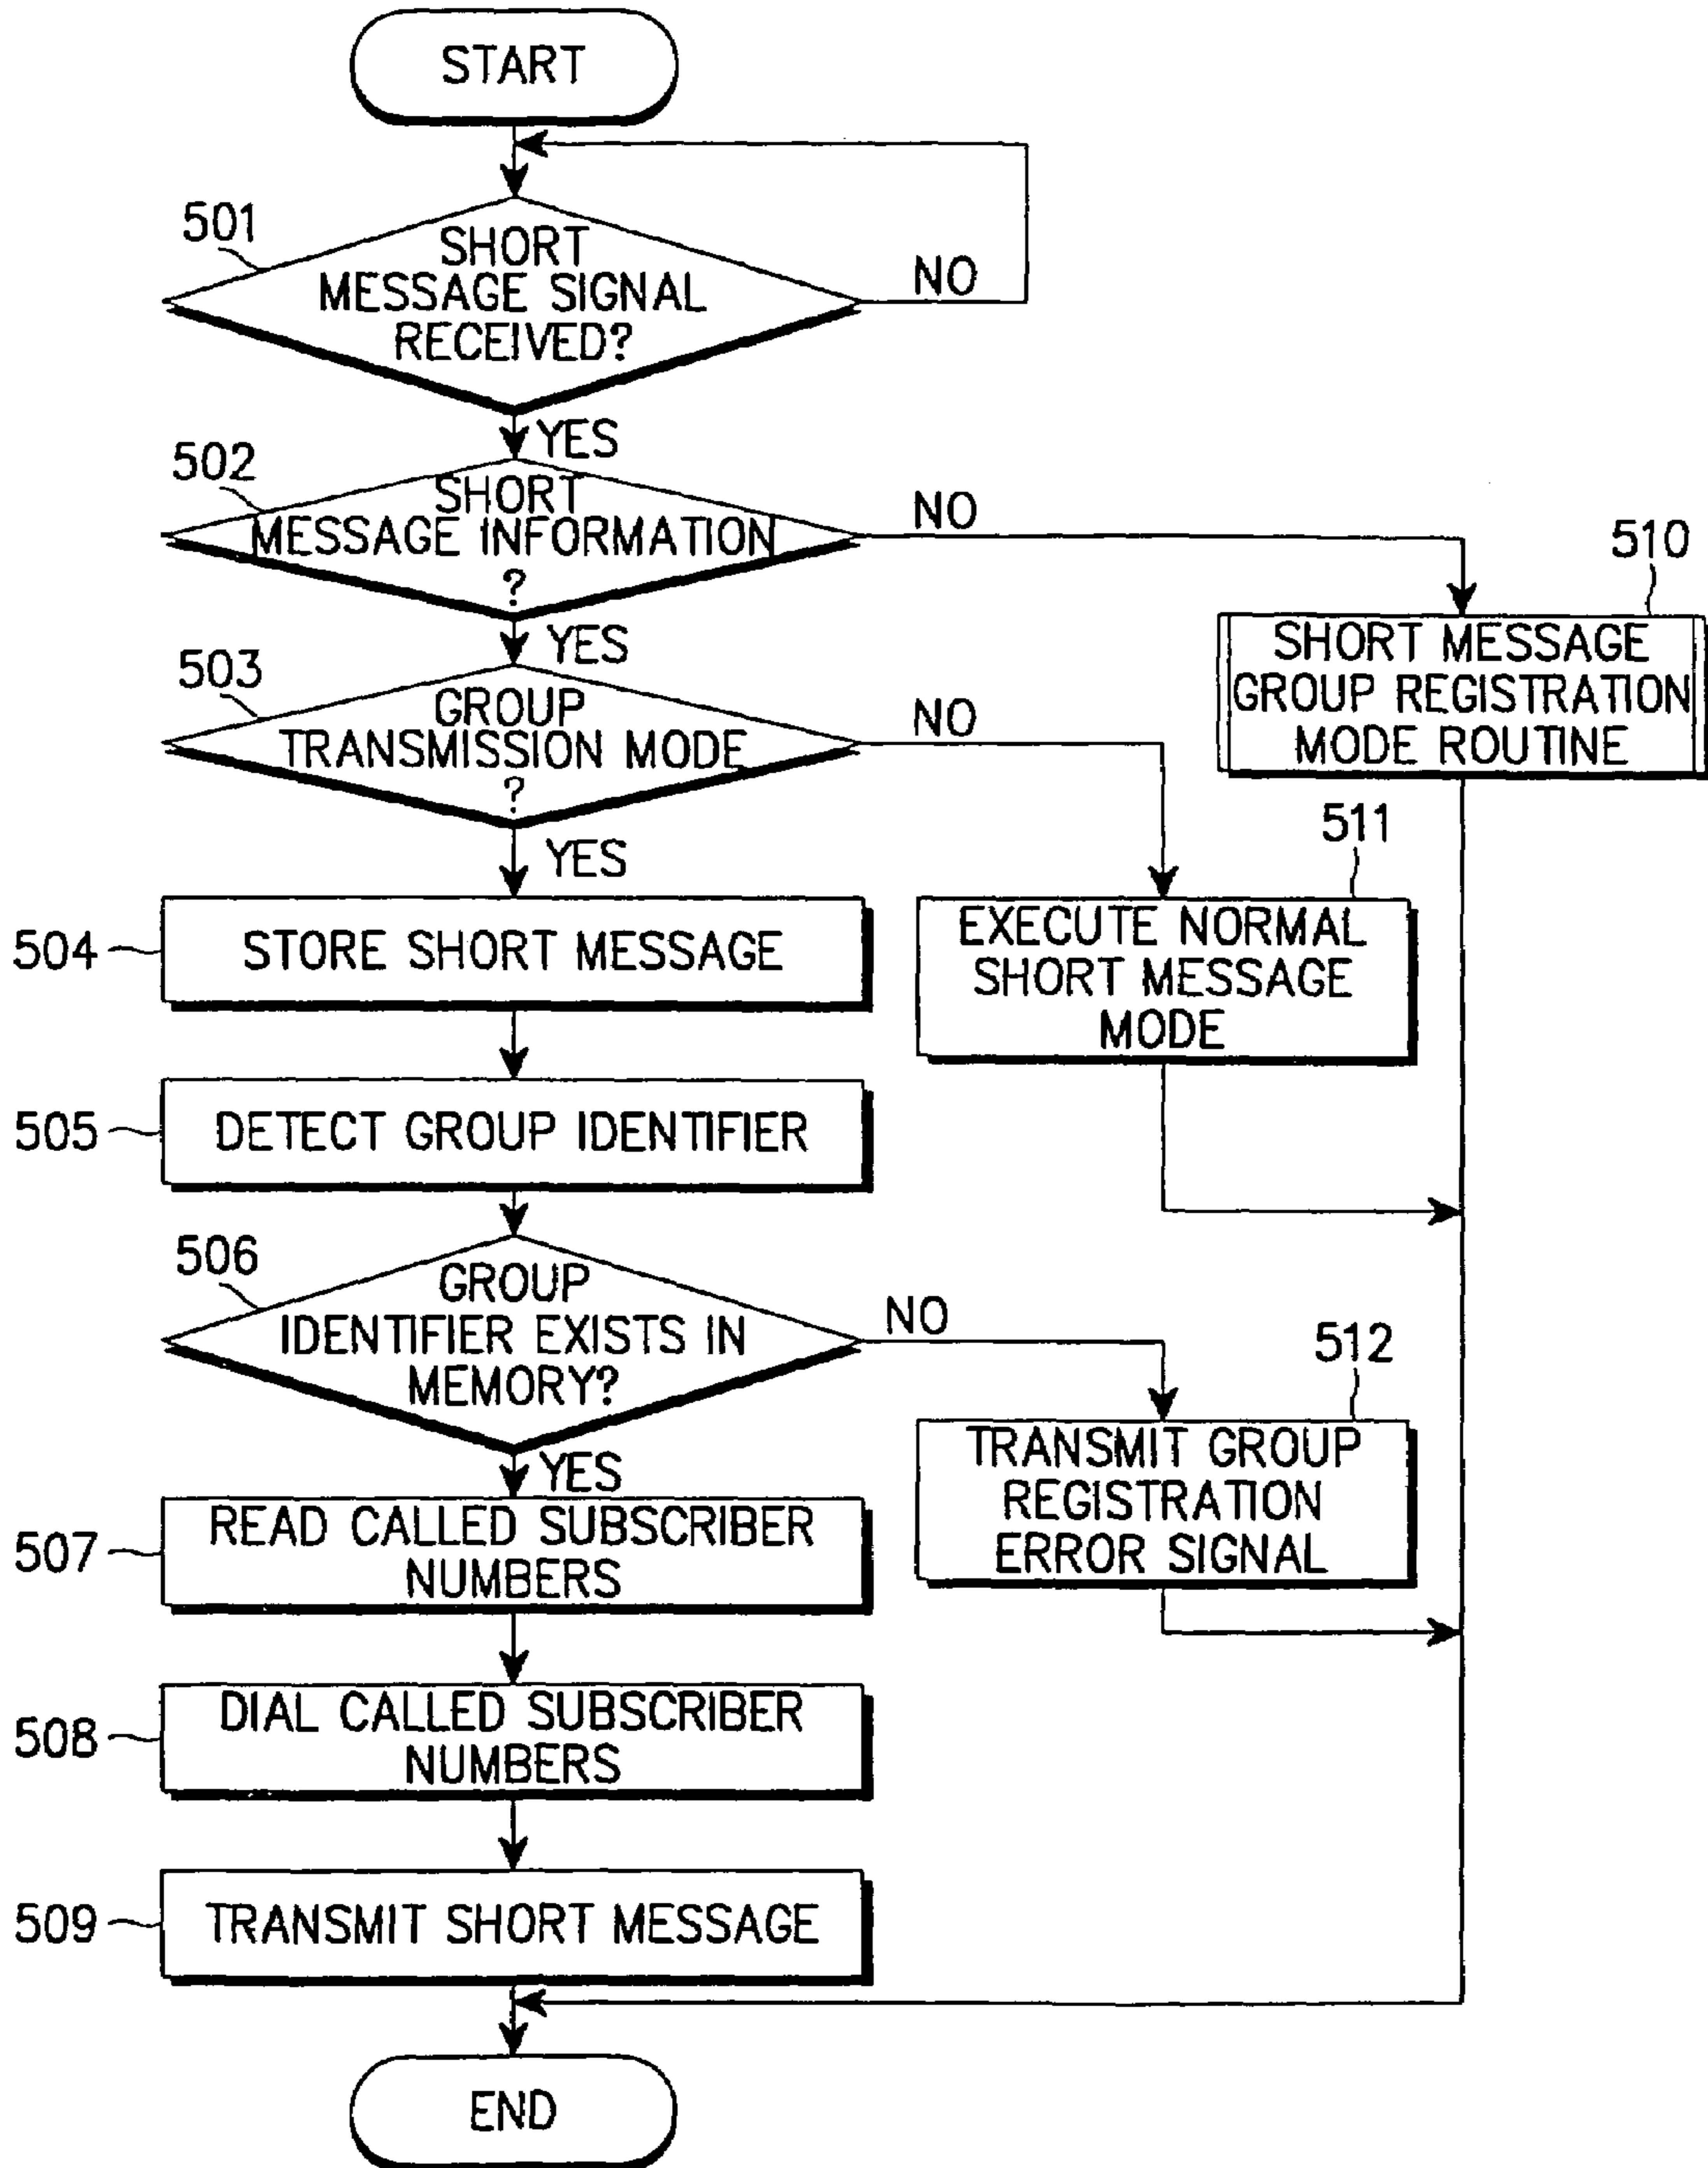 START
501
SHORT
MESSAGE SIGNAL
RECEIVED?
NO
YES
502
SHORT
MESSAGE INFORMATION
?
NO
YES
510
SHORT MESSAGE
GROUP REGISTRATION
MODE ROUTINE
503
GROUP
TRANSMISSION MODE
?
NO
YES
511
EXECUTE NORMAL
SHORT MESSAGE
MODE
504
STORE SHORT MESSAGE
505
DETECT GROUP IDENTIFIER
506
GROUP
IDENTIFIER EXISTS IN
MEMORY?
NO
YES
512
TRANSMIT GROUP
REGISTRATION
ERROR SIGNAL
507
READ CALLED SUBSCRIBER
NUMBERS
508
DIAL CALLED SUBSCRIBER
NUMBERS
509
TRANSMIT SHORT MESSAGE
END